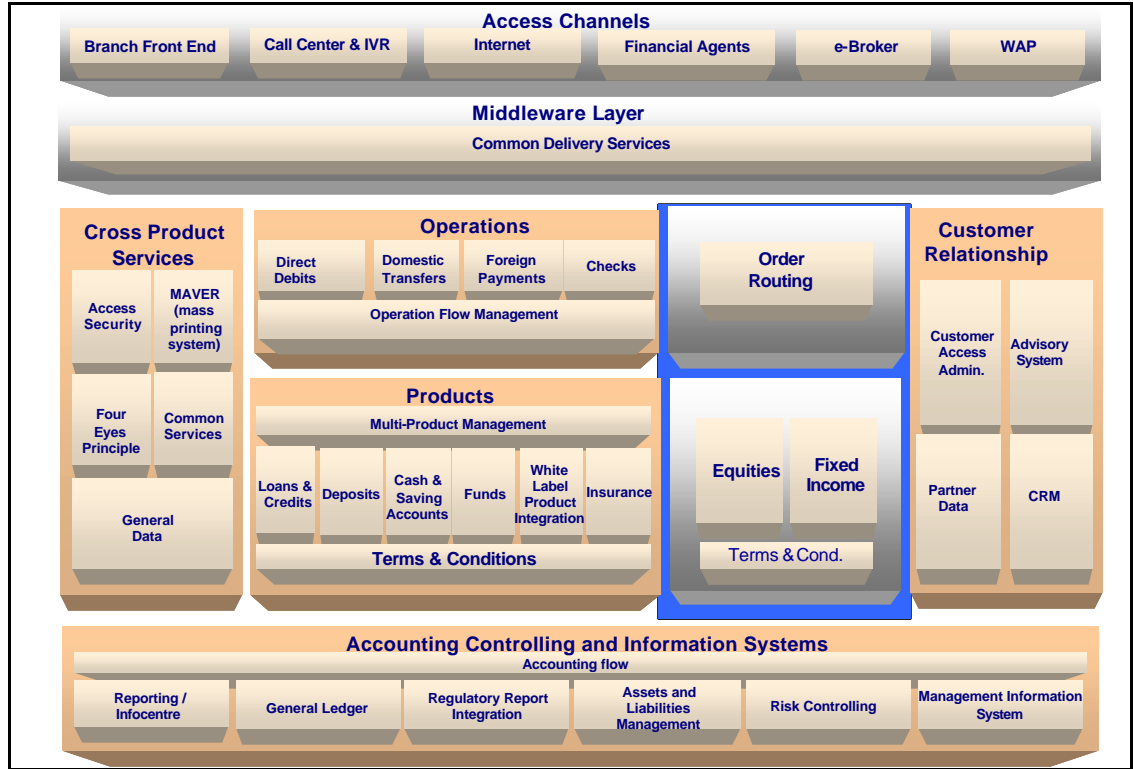 Access Channels
Branch Front End
Call Center & IVR
Internet
Financial Agents
e-Broker
WAP
Middleware Layer
Common Delivery Services
Cross Product
Services
Access
Security
MAVER
(mass
printing
system)
Four
Eyes
Principle
Common
Services
General
Data
Operations
Direct
Debits
Domestic
Transfers
Foreign
Payments
Checks
Operation Flow Management
Products
Multi-Product Management
Loans &
Credits
Deposits
Cash &
Saving
Accounts
Funds
White
Label
Product
Integration
Insurance
Terms & Conditions
Order
Routing
Equities
Fixed
Income
Terms & Cond.
Customer
Relationship
Customer
Access
Admin.
Advisory
System
Partner
Data
CRM
Accounting Controlling and Information Systems
Accounting flow
Reporting /
Infocentre
General Ledger
Regulatory Report
Integration
Assets and
Liabilities
Management
Risk Controlling
Management Information
System